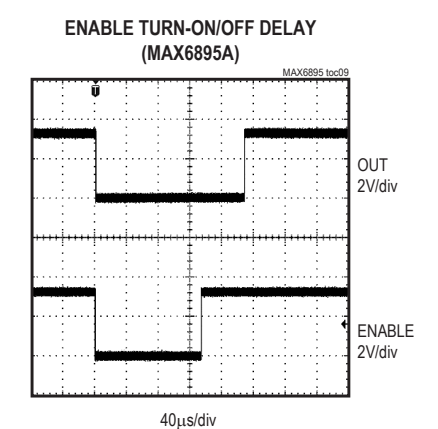 ENABLE TURN-ON/OFF DELAY
(MAX6895A)
MAX6895 toc09
T
OUT
2V/div
ENABLE
2V/div
40µs/div